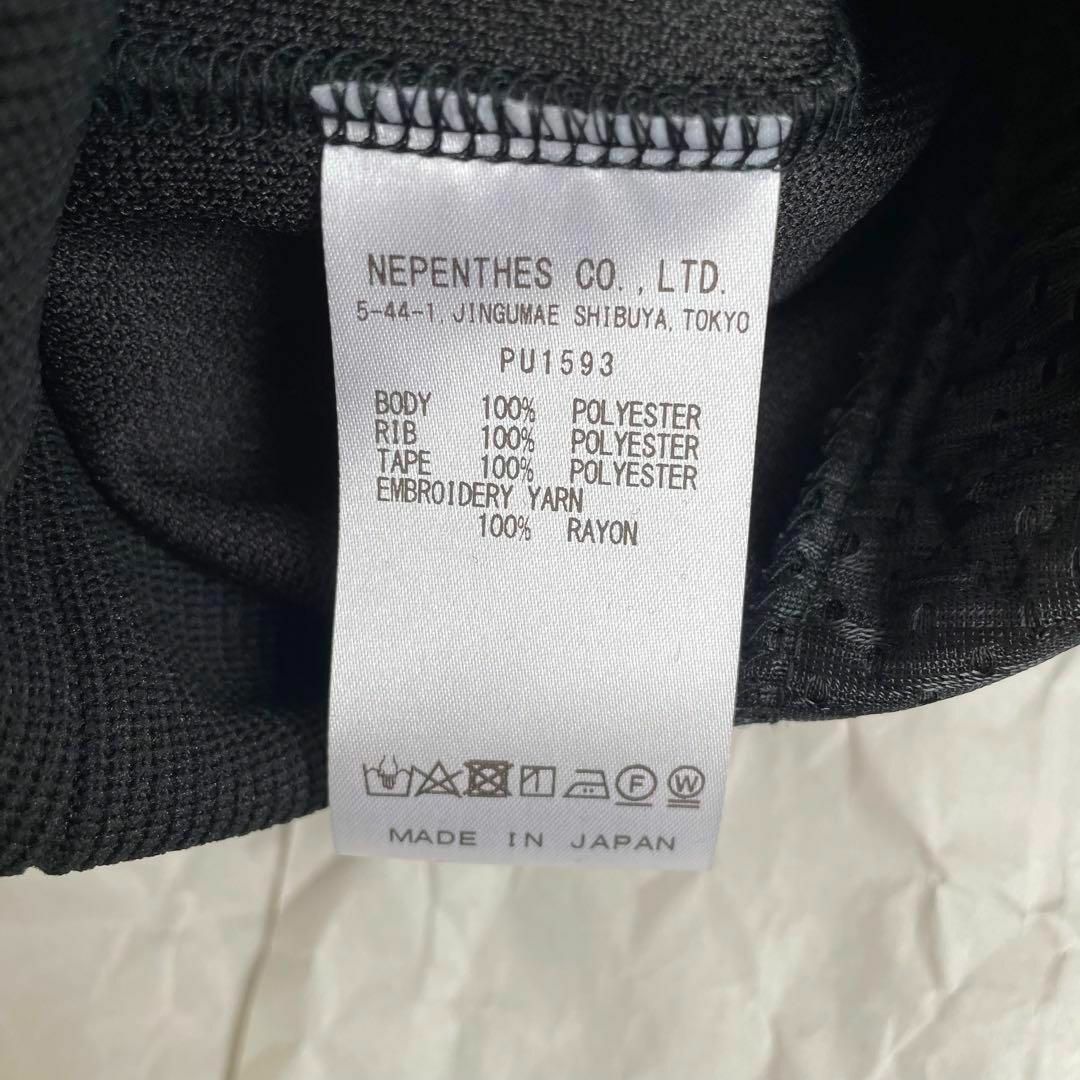 NEPENTHES CO., LTD.
5-44-1, JINGUMAE SHIBUYA, TOKYO
PU1593
BODY 100% POLYESTER
RIB 100% POLYESTER
TAPE 100% POLYESTER
EMBROIDERY YARN
100% RAYON
F W
MADE IN JAPAN